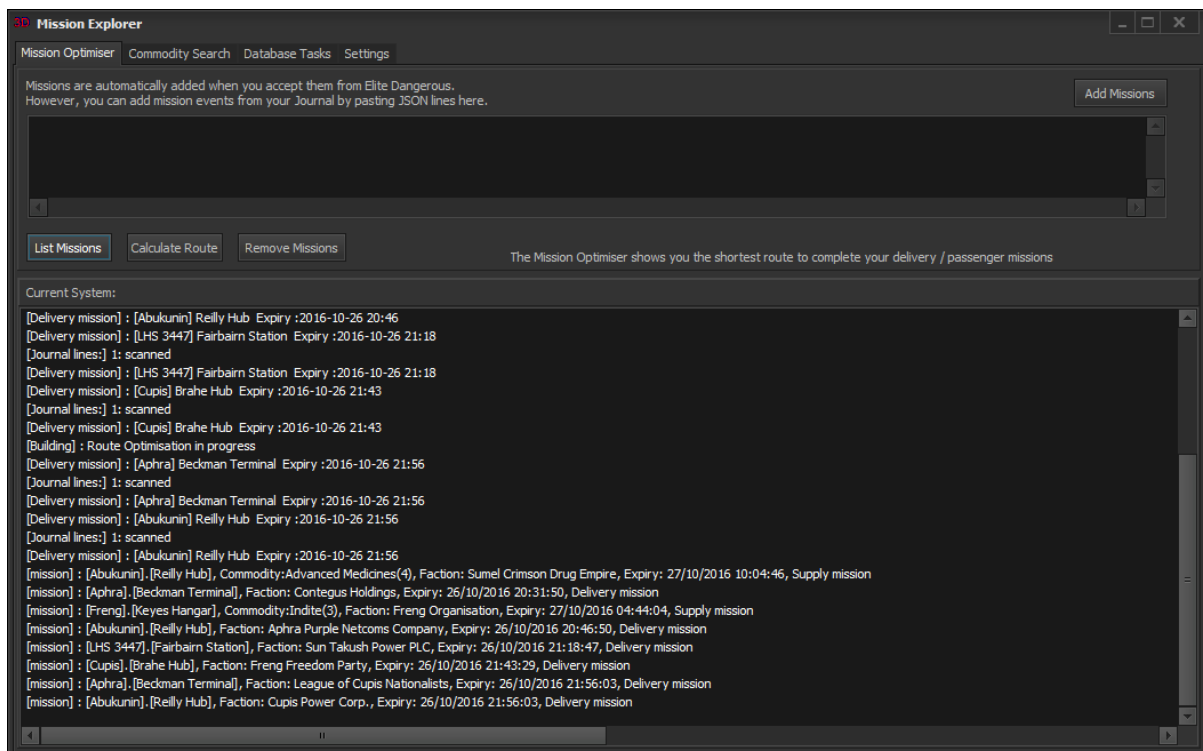 3D Mission Explorer
Mission Optimiser Commodity Search Database Tasks Settings
Missions are automatically added when you accept them from Elite Dangerous.
However, you can add mission events from your Journal by pasting JSON lines here.
Add Missions
List Missions Calculate Route Remove Missions
The Mission Optimiser shows you the shortest route to complete your delivery / passenger missions
Current System:
[Delivery mission] : [Abukunin] Reilly Hub Expiry :2016-10-26 20:46
[Delivery mission] : [LHS 3447] Fairbairn Station Expiry :2016-10-26 21:18
[Journal lines:] 1: scanned
[Delivery mission] : [LHS 3447] Fairbairn Station Expiry :2016-10-26 21:18
[Delivery mission] : [Cupis] Brahe Hub Expiry :2016-10-26 21:43
[Journal lines:] 1: scanned
[Delivery mission] : [Cupis] Brahe Hub Expiry :2016-10-26 21:43
[Building] : Route Optimisation in progress
[Delivery mission] : [Aphra] Beckman Terminal Expiry :2016-10-26 21:56
[Journal lines:] 1: scanned
[Delivery mission] : [Aphra] Beckman Terminal Expiry :2016-10-26 21:56
[Delivery mission] : [Abukunin] Reilly Hub Expiry :2016-10-26 21:56
[Journal lines:] 1: scanned
[Delivery mission] : [Abukunin] Reilly Hub Expiry :2016-10-26 21:56
[mission] : [Abukunin].[Reilly Hub], Commodity:Advanced Medicines(4), Faction: Sumel Crimson Drug Empire, Expiry: 27/10/2016 10:04:46, Supply mission
[mission] : [Aphra].[Beckman Terminal], Faction: Contegus Holdings, Expiry: 26/10/2016 20:31:50, Delivery mission
[mission] : [Freng].[Keyes Hangar], Commodity:Indite(3), Faction: Freng Organisation, Expiry: 27/10/2016 04:44:04, Supply mission
[mission] : [Abukunin].[Reilly Hub], Faction: Aphra Purple Netcoms Company, Expiry: 26/10/2016 20:46:50, Delivery mission
[mission] : [LHS 3447].[Fairbairn Station], Faction: Sun Takush Power PLC, Expiry: 26/10/2016 21:18:47, Delivery mission
[mission] : [Cupis].[Brahe Hub], Faction: Freng Freedom Party, Expiry: 26/10/2016 21:43:29, Delivery mission
[mission] : [Aphra].[Beckman Terminal], Faction: League of Cupis Nationalists, Expiry: 26/10/2016 21:56:03, Delivery mission
[mission] : [Abukunin].[Reilly Hub], Faction: Cupis Power Corp., Expiry: 26/10/2016 21:56:03, Delivery mission